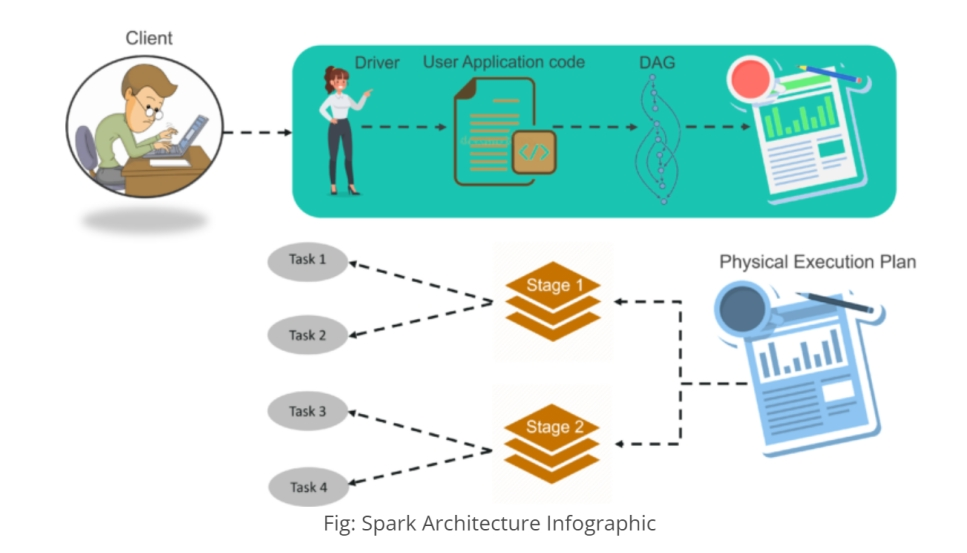 Client
Driver
User Application code
DAG
</>
Task 1
Stage 1
Physical Execution Plan
Task 2
Task 3
Stage 2
Task 4
Fig: Spark Architecture Infographic